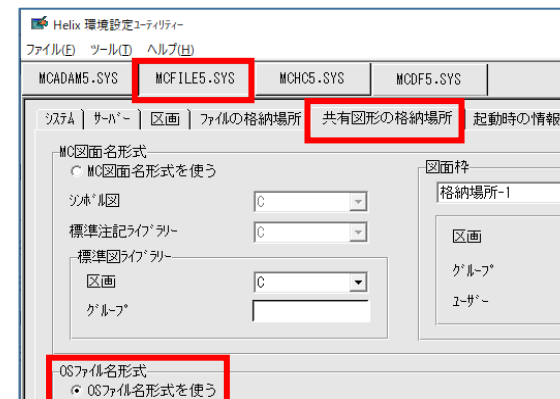 Helix 環境設定ﾕｰﾃｨﾘﾃｨｰ
ファイル(F) ツール(T) ヘルプ(H)
MCADAM5.SYS MCFILE5.SYS MCHC5.SYS MCDF5.SYS
ｼｽﾃﾑ ｻｰﾊﾞｰ 区画 ﾌｧｲﾙの格納場所 共有図形の格納場所 起動時の情報
MC図面名形式
MC図面名形式を使う
ｼﾝﾎﾞﾙ図 C
標準注記ﾗｲﾌﾞﾗﾘｰ C
標準図ﾗｲﾌﾞﾗﾘｰ
区画 C
ｸﾞﾙｰﾌﾟ
図面枠
格納場所-1
区画
ｸﾞﾙｰﾌﾟ
ﾕｰｻﾞｰ
OSﾌｧｲﾙ名形式
OSﾌｧｲﾙ名形式を使う